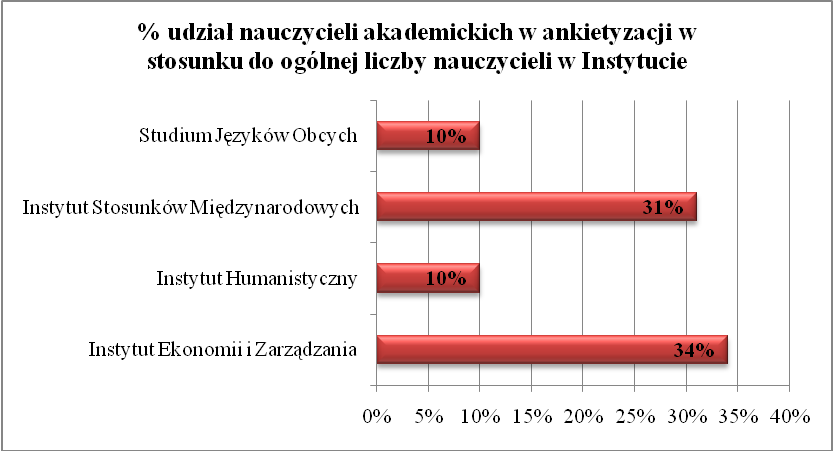 % udział nauczycieli akademickich w ankietyzacji w
stosunku do ogólnej liczby nauczycieli w Instytucie
Studium Języków Obcych
10%
Instytut Stosunków Międzynarodowych
31%
Instytut Humanistyczny
10%
Instytut Ekonomii i Zarządzania
34%
0% 5% 10% 15% 20% 25% 30% 35% 40%